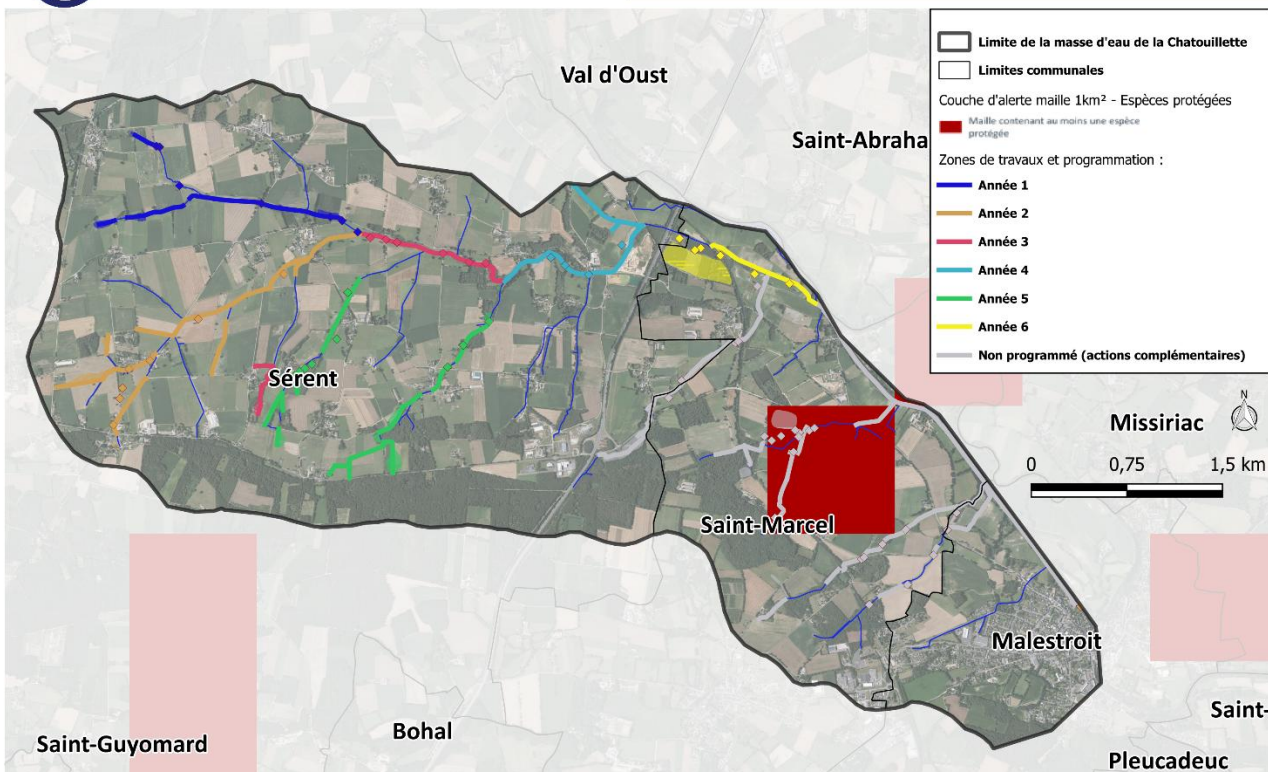 Limite de la masse d'eau de la Chatouillette
Limites communales
Couche d'alerte maille 1km² - Espèces protégées
Maille contenant au moins une espèce
protégée
Zones de travaux et programmation :
Année 1
Année 2
Année 3
Année 4
Année 5
Année 6
Non programmé (actions complémentaires)
Val d'Oust
Saint-Abraha
Sérent
Missiriac
N
0 0,75 1,5 km
Saint-Marcel
Malestroit
Saint-
Bohal
Saint-Guyomard
Pleucadeuc